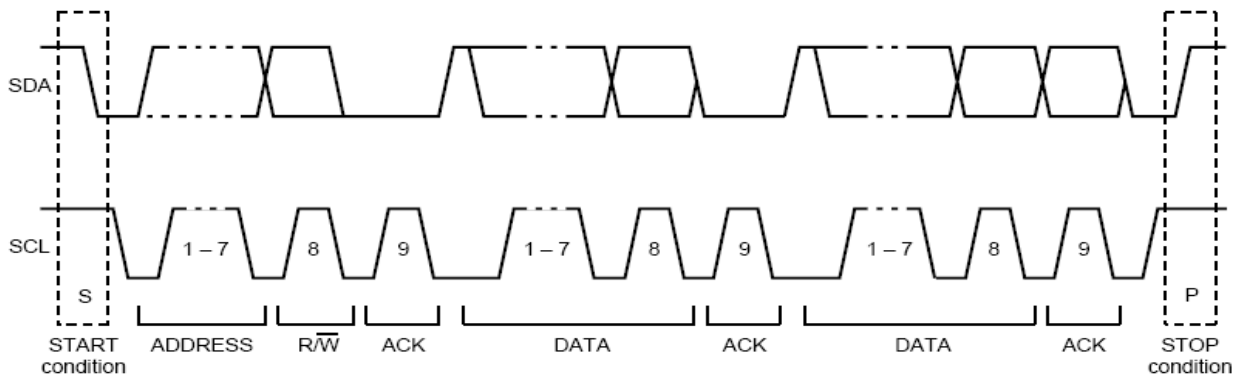 SDA
SCL
1 – 7
8
9
1 – 7
8
9
1 – 7
8
9
S
P
START
condition
ADDRESS
R/W̅
ACK
DATA
ACK
DATA
ACK
STOP
condition